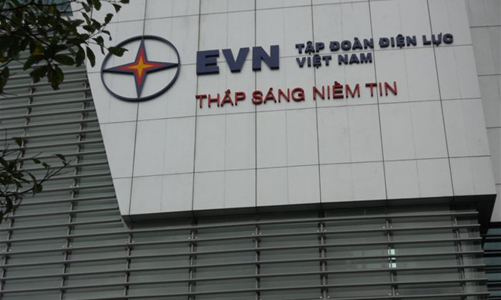 EVN TẬP ĐOÀN ĐIỆN LỰC
VIỆT NAM
THẮP SÁNG NIỀM TIN